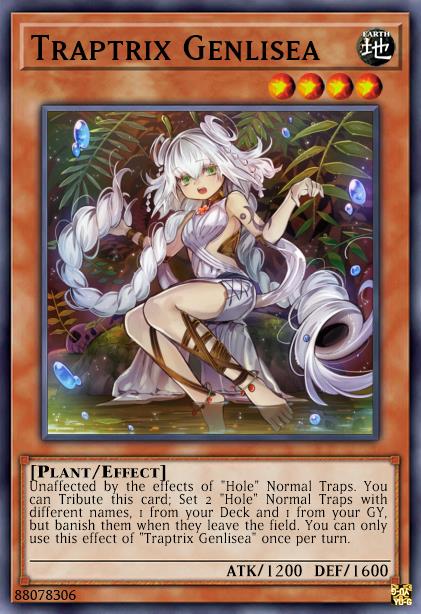 Traptrix Genlisea
EARTH
地
[Plant/Effect]
Unaffected by the effects of "Hole" Normal Traps. You
can Tribute this card; Set 2 "Hole" Normal Traps with
different names, 1 from your Deck and 1 from your GY,
but banish them when they leave the field. You can only
use this effect of "Traptrix Genlisea" once per turn.
ATK/1200 DEF/1600
88078306